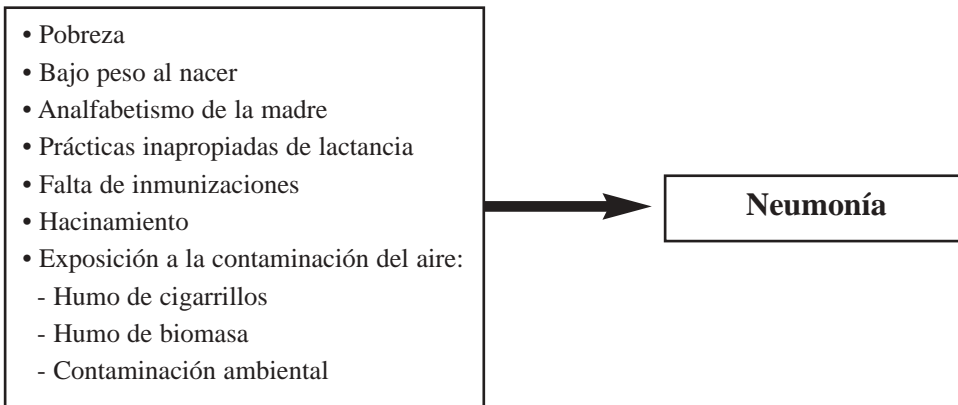 • Pobreza
• Bajo peso al nacer
• Analfabetismo de la madre
• Prácticas inapropiadas de lactancia
• Falta de inmunizaciones
• Hacinamiento
• Exposición a la contaminación del aire:
- Humo de cigarrillos
- Humo de biomasa
- Contaminación ambiental
Neumonía